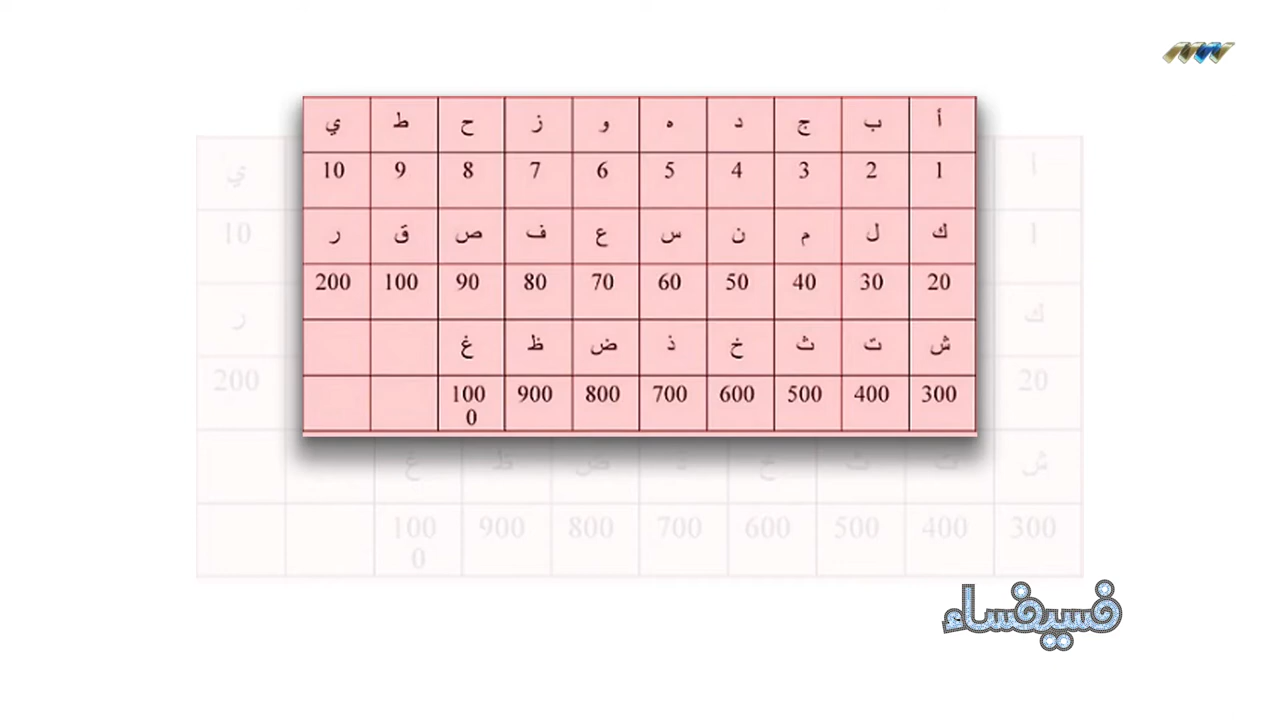 أ ب ج د ه و ز ح ط ي
1 2 3 4 5 6 7 8 9 10
ك ل م ن س ع ف ص ق ر
20 30 40 50 60 70 80 90 100 200
ش ت ث خ ذ ض ظ غ
300 400 500 600 700 800 900 1000
فسيفساء